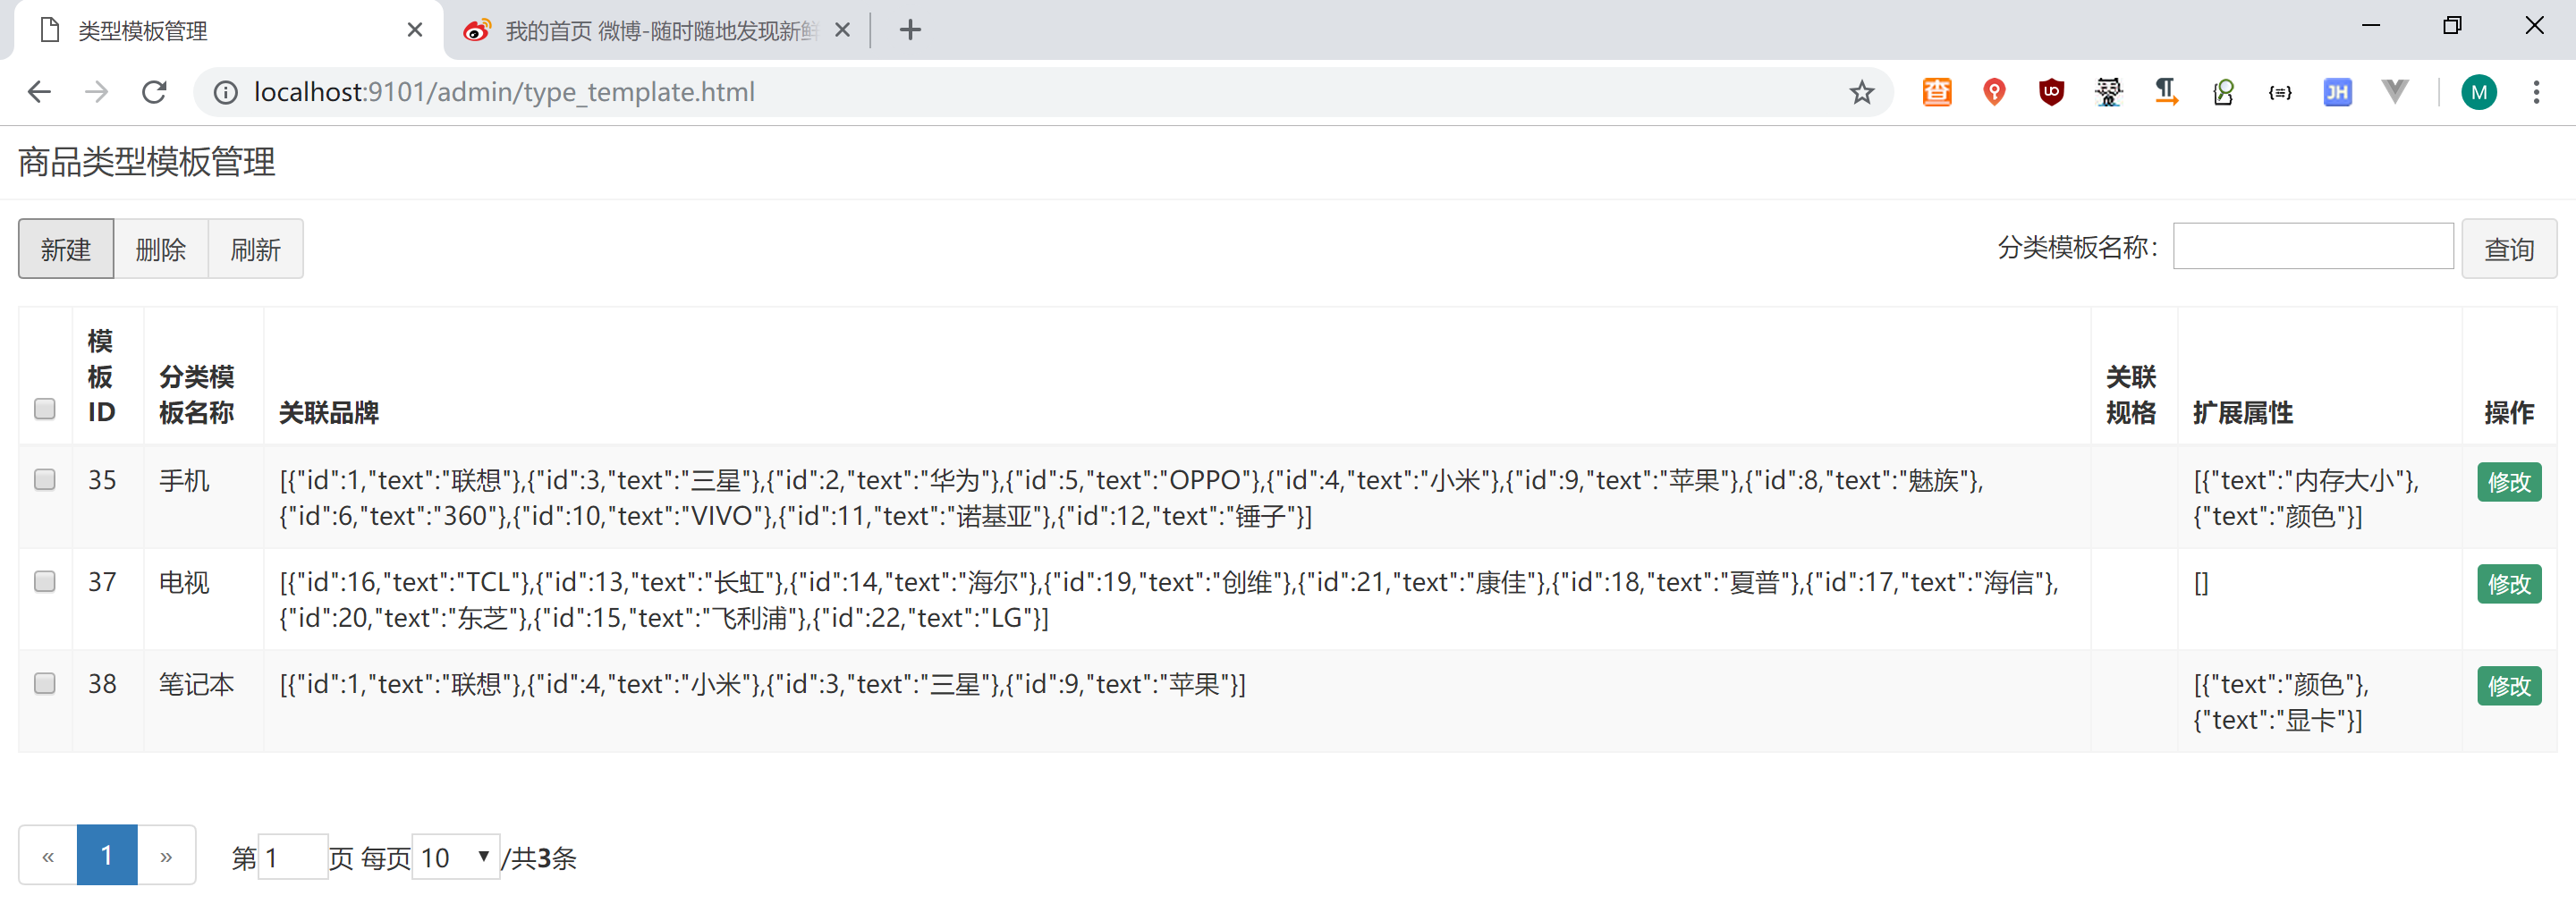 类型模板管理
我的首页 微博-随时随地发现新鲜
localhost:9101/admin/type_template.html
查
UO
JH
M
商品类型模板管理
新建 删除 刷新
分类模板名称： 查询
模板ID 分类模板名称 关联品牌 关联规格 扩展属性 操作
35 手机 [{"id":1,"text":"联想"},{"id":3,"text":"三星"},{"id":2,"text":"华为"},{"id":5,"text":"OPPO"},{"id":4,"text":"小米"},{"id":9,"text":"苹果"},{"id":8,"text":"魅族"},
{"id":6,"text":"360"},{"id":10,"text":"VIVO"},{"id":11,"text":"诺基亚"},{"id":12,"text":"锤子"}]
[{"text":"内存大小"},
{"text":"颜色"}]
修改
37 电视 [{"id":16,"text":"TCL"},{"id":13,"text":"长虹"},{"id":14,"text":"海尔"},{"id":19,"text":"创维"},{"id":21,"text":"康佳"},{"id":18,"text":"夏普"},{"id":17,"text":"海信"},
{"id":20,"text":"东芝"},{"id":15,"text":"飞利浦"},{"id":22,"text":"LG"}]
[]
修改
38 笔记本 [{"id":1,"text":"联想"},{"id":4,"text":"小米"},{"id":3,"text":"三星"},{"id":9,"text":"苹果"}]
[{"text":"颜色"},
{"text":"显卡"}]
修改
« 1 » 第1页 每页10/共3条